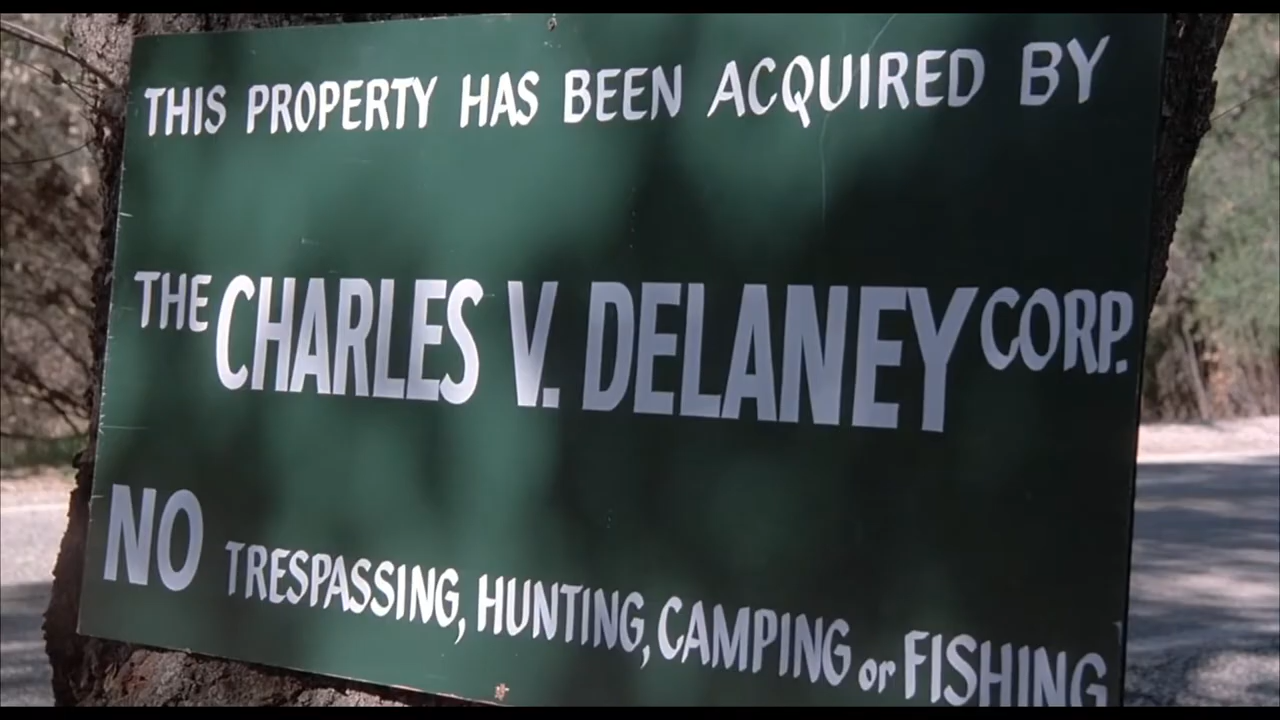 THIS PROPERTY HAS BEEN ACQUIRED BY
THE CHARLES V. DELANEY CORP.
NO TRESPASSING, HUNTING, CAMPING or FISHING